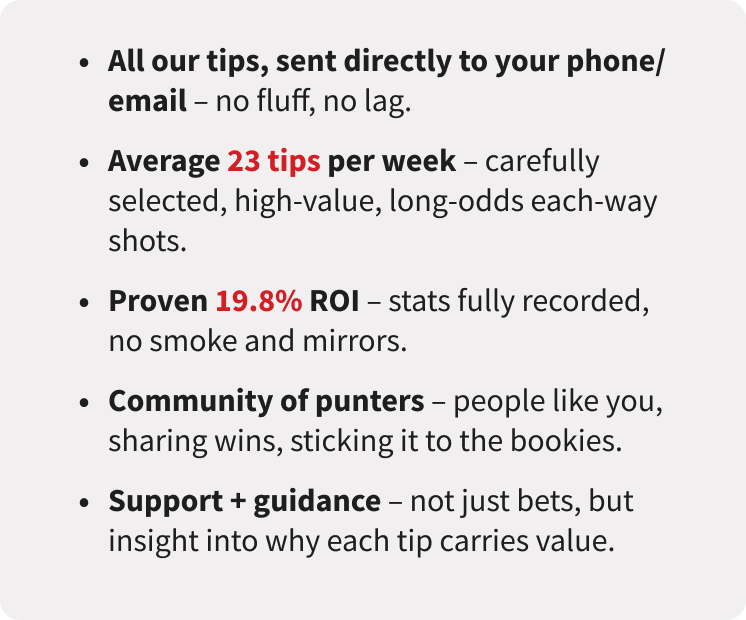 • All our tips, sent directly to your phone/
email – no fluff, no lag.
• Average 23 tips per week – carefully
selected, high-value, long-odds each-way
shots.
• Proven 19.8% ROI – stats fully recorded,
no smoke and mirrors.
• Community of punters – people like you,
sharing wins, sticking it to the bookies.
• Support + guidance – not just bets, but
insight into why each tip carries value.